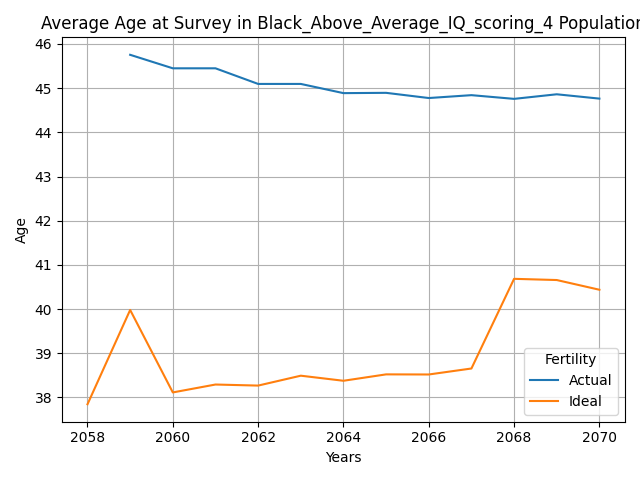 Average Age at Survey in Black_Above_Average_IQ_scoring_4 Population
46
45
44
43
42
41
40
39
38
Age
2058
2060
2062
2064
2066
2068
2070
Years
Fertility
Actual
Ideal